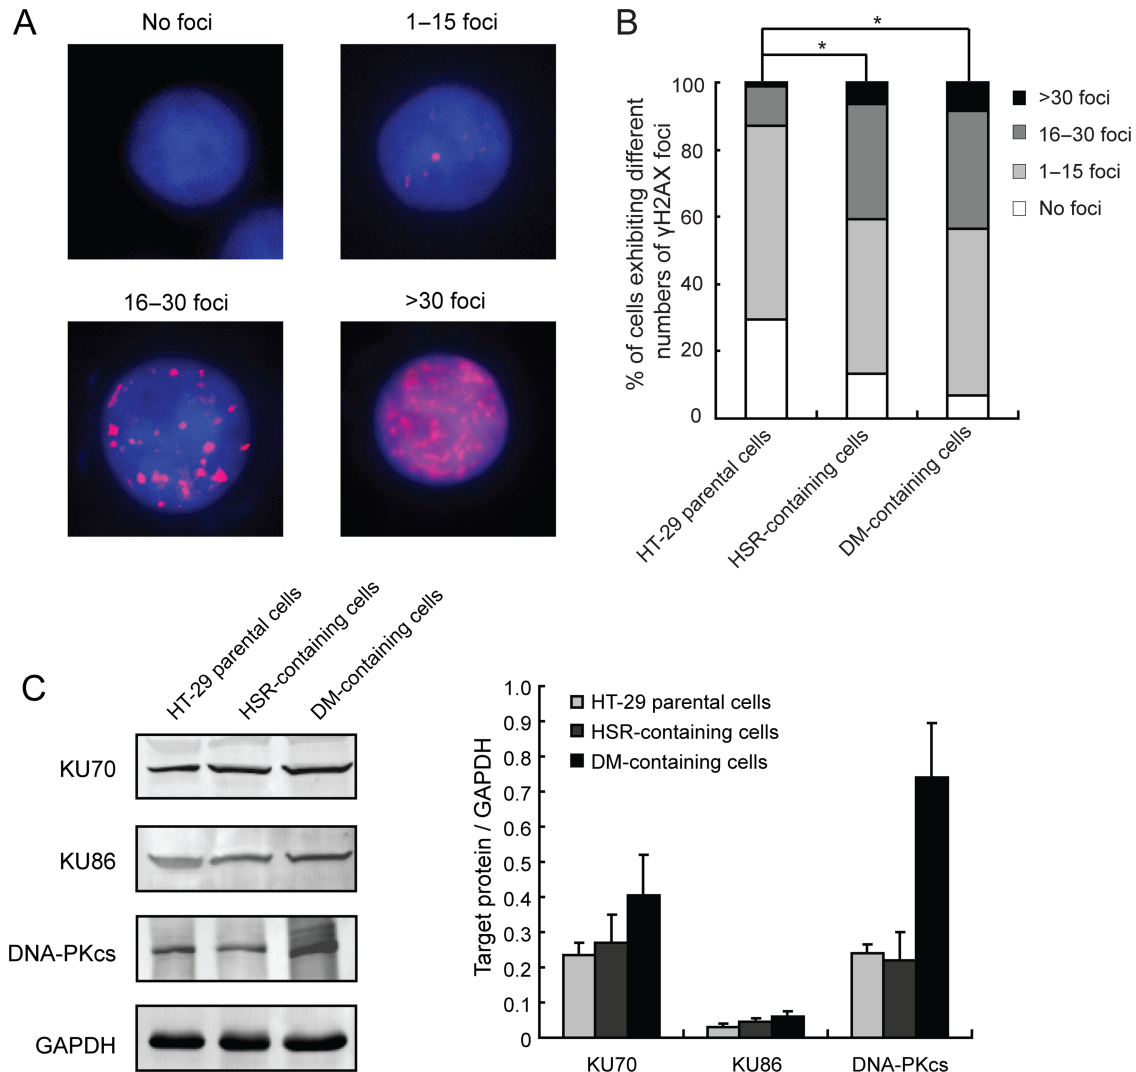 A
No foci
1–15 foci
16–30 foci
>30 foci
B
*
*
% of cells exhibiting different
numbers of γH2AX foci
100
80
60
40
20
0
>30 foci
16–30 foci
1–15 foci
No foci
HT-29 parental cells
HSR-containing cells
DM-containing cells
C
HT-29 parental cells
HSR-containing cells
DM-containing cells
KU70
KU86
DNA-PKcs
GAPDH
Target protein / GAPDH
1.0
0.9
0.8
0.7
0.6
0.5
0.4
0.3
0.2
0.1
0
HT-29 parental cells
HSR-containing cells
DM-containing cells
KU70
KU86
DNA-PKcs